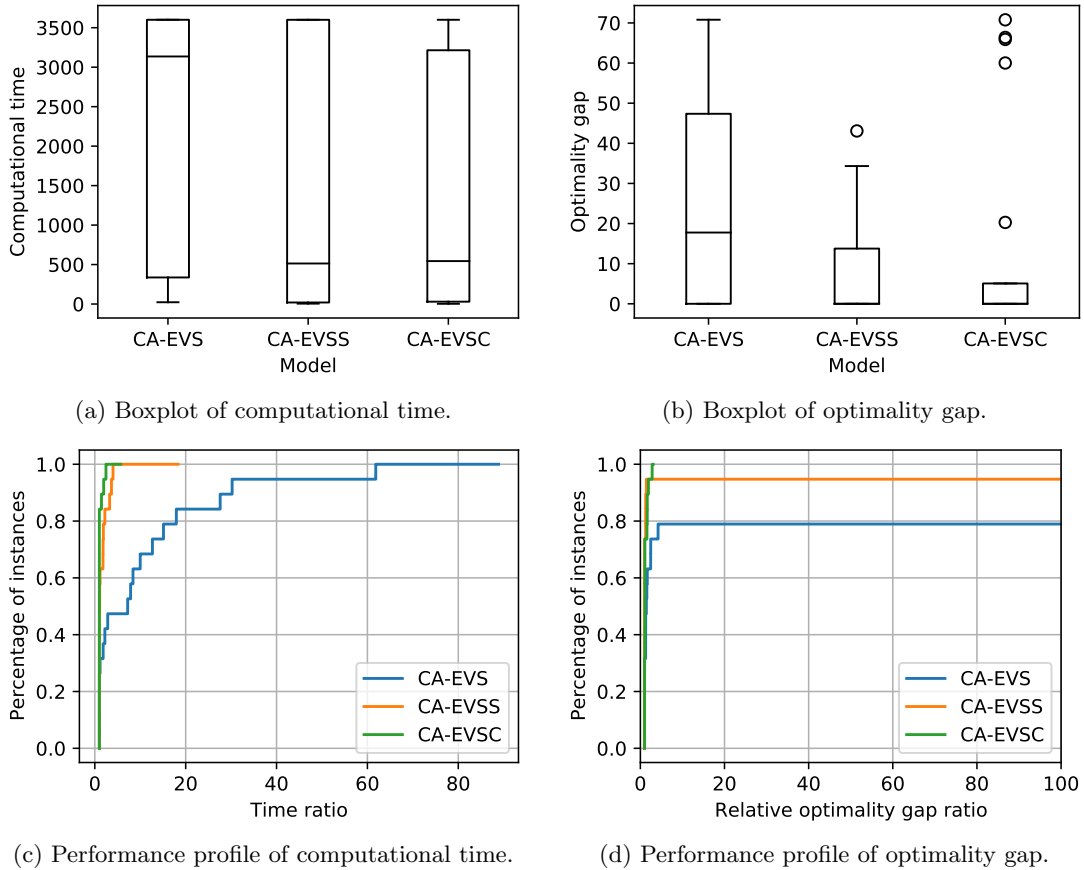 3500
3000
2500
2000
1500
1000
500
0
Computational time
CA-EVS CA-EVSS CA-EVSC
Model
(a) Boxplot of computational time.
70
60
50
40
30
20
10
0
Optimality gap
CA-EVS CA-EVSS CA-EVSC
Model
(b) Boxplot of optimality gap.
1.0
0.8
0.6
0.4
0.2
0.0
Percentage of instances
CA-EVS
CA-EVSS
CA-EVSC
0 20 40 60 80
Time ratio
(c) Performance profile of computational time.
1.0
0.8
0.6
0.4
0.2
0.0
Percentage of instances
CA-EVS
CA-EVSS
CA-EVSC
0 20 40 60 80 100
Relative optimality gap ratio
(d) Performance profile of optimality gap.